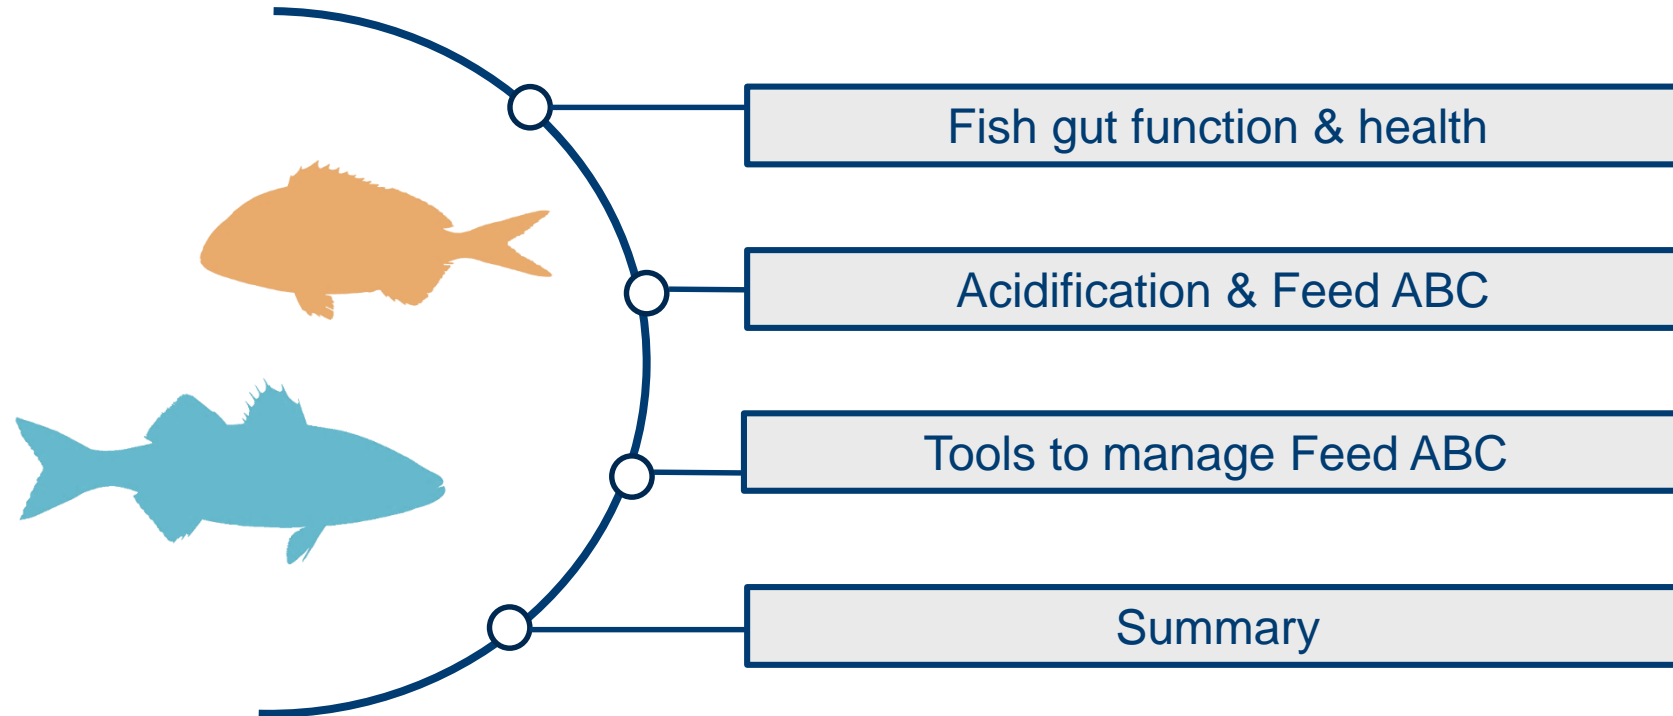 Fish gut function & health
Acidification & Feed ABC
Tools to manage Feed ABC
Summary